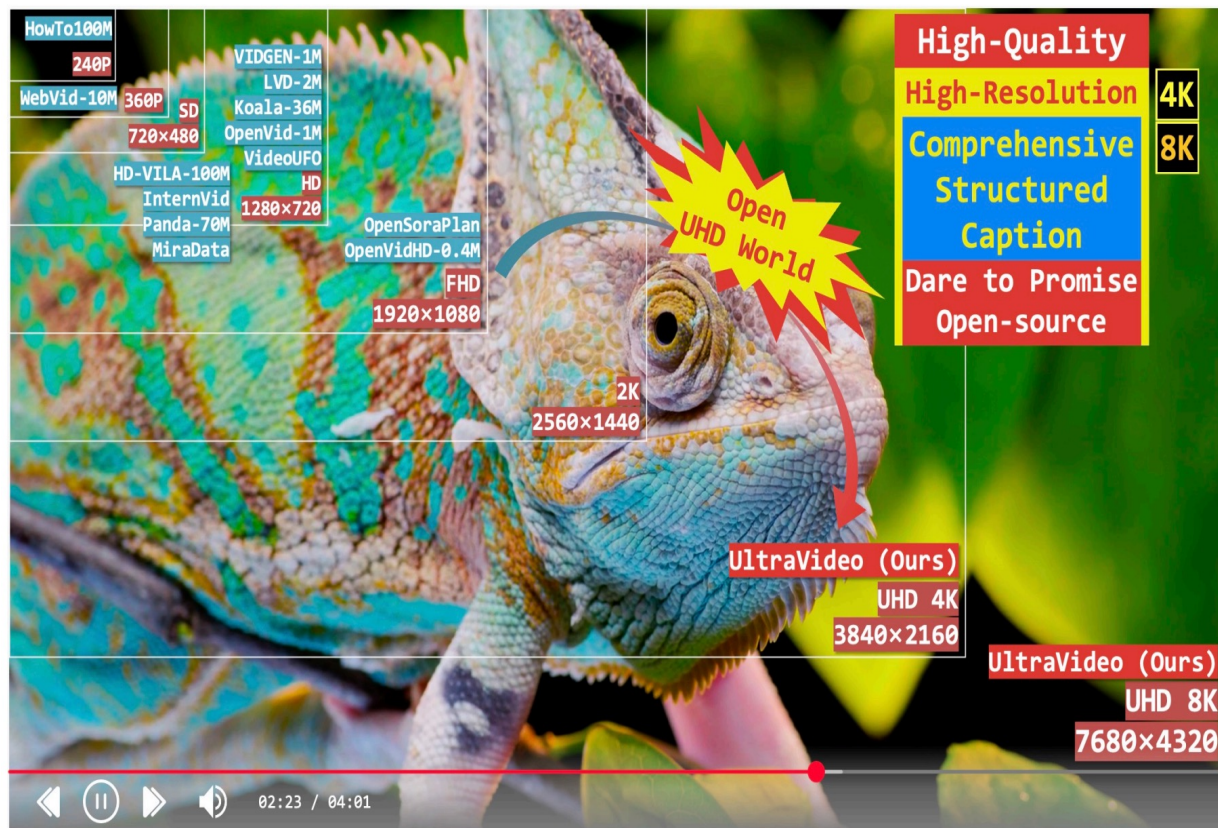 HowTo100M
240P
WebVid-10M
360P
SD
720×480
VIDGEN-1M
LVD-2M
Koala-36M
OpenVid-1M
VideoUFO
HD
1280×720
HD-VILA-100M
InternVid
Panda-70M
MiraData
OpenSoraPlan
OpenVidHD-0.4M
FHD
1920×1080
2K
2560×1440
Open
UHD World
High-Quality
High-Resolution
4K
8K
Comprehensive
Structured
Caption
Dare to Promise
Open-source
UltraVideo (Ours)
UHD 4K
3840×2160
UltraVideo (Ours)
UHD 8K
7680×4320
02:23 / 04:01